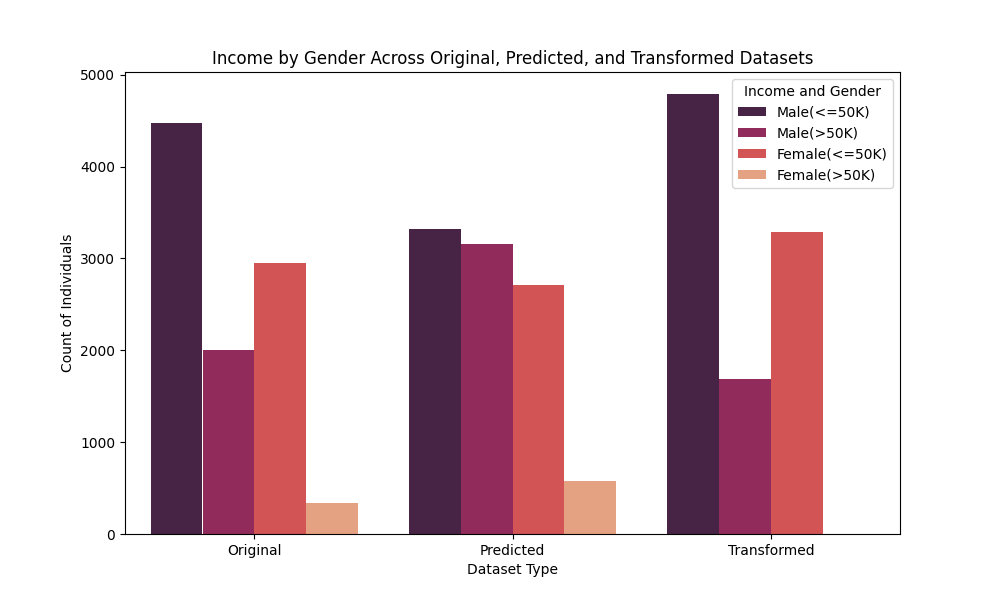 Income by Gender Across Original, Predicted, and Transformed Datasets
5000
4000
3000
2000
1000
0
Count of Individuals
Income and Gender
Male(<=50K)
Male(>50K)
Female(<=50K)
Female(>50K)
Original
Predicted
Transformed
Dataset Type